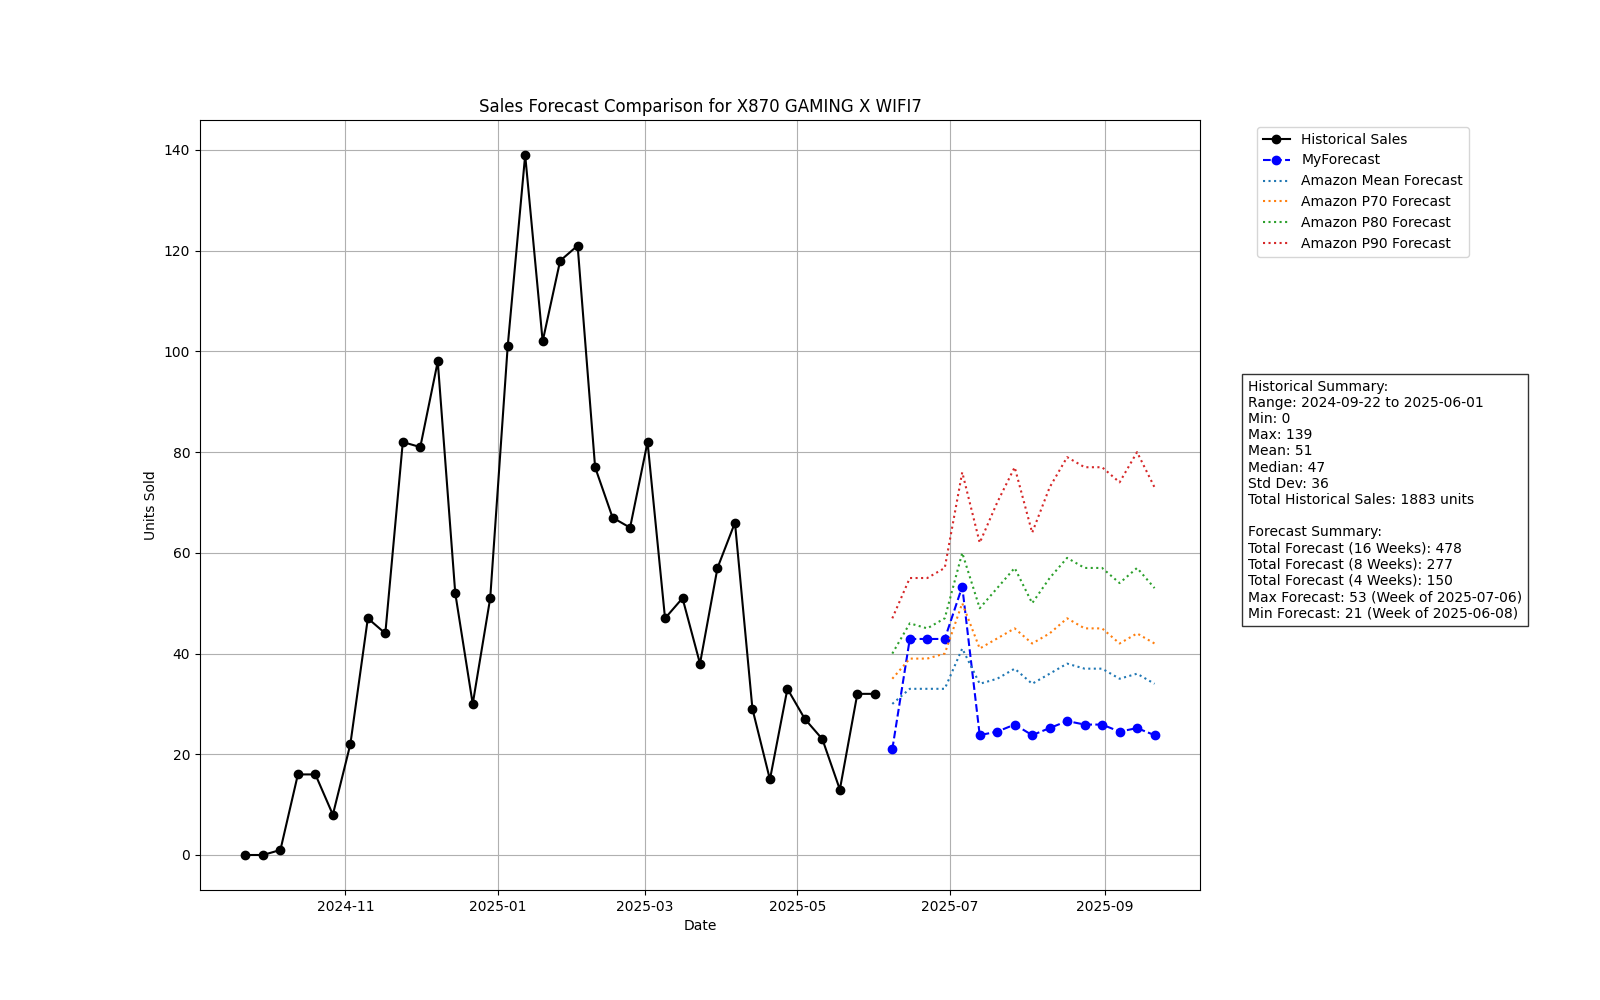 Sales Forecast Comparison for X870 GAMING X WIFI7
Historical Sales
MyForecast
Amazon Mean Forecast
Amazon P70 Forecast
Amazon P80 Forecast
Amazon P90 Forecast
140
120
100
80
60
40
20
0
Units Sold
2024-11
2025-01
2025-03
2025-05
2025-07
2025-09
Date
Historical Summary:
Range: 2024-09-22 to 2025-06-01
Min: 0
Max: 139
Mean: 51
Median: 47
Std Dev: 36
Total Historical Sales: 1883 units
Forecast Summary:
Total Forecast (16 Weeks): 478
Total Forecast (8 Weeks): 277
Total Forecast (4 Weeks): 150
Max Forecast: 53 (Week of 2025-07-06)
Min Forecast: 21 (Week of 2025-06-08)